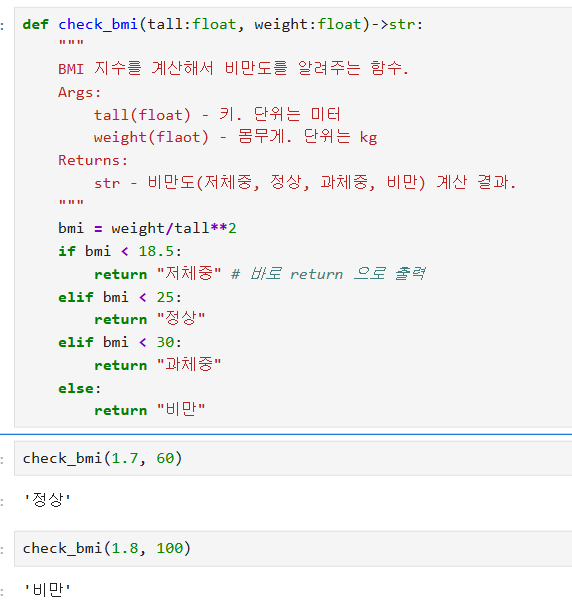 def check_bmi(tall:float, weight:float)->str:
    """
    BMI 지수를 계산해서 비만도를 알려주는 함수.
    Args:
        tall(float) - 키. 단위는 미터
        weight(flaot) - 몸무게. 단위는 kg
    Returns:
        str - 비만도(저체중, 정상, 과체중, 비만) 계산 결과.
    """
    bmi = weight/tall**2
    if bmi < 18.5:
        return "저체중" # 바로 return 으로 출력
    elif bmi < 25:
        return "정상"
    elif bmi < 30:
        return "과체중"
    else:
        return "비만"
check_bmi(1.7, 60)
'정상'
check_bmi(1.8, 100)
'비만'